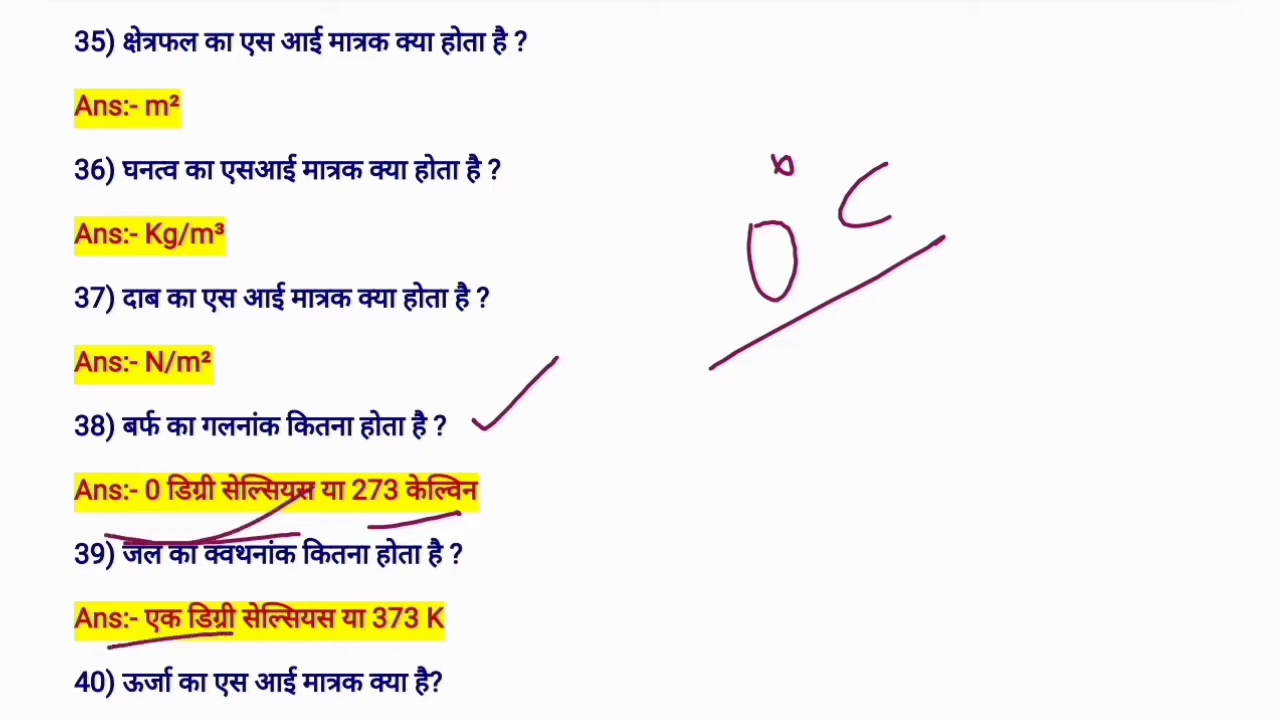 35) क्षेत्रफल का एस आई मात्रक क्या होता है ?
Ans:- m²
36) घनत्व का एसआई मात्रक क्या होता है ?
Ans:- Kg/m³
37) दाब का एस आई मात्रक क्या होता है ?
Ans:- N/m²
38) बर्फ का गलनांक कितना होता है ?
Ans:- 0 डिग्री सेल्सियस या 273 केल्विन
39) जल का क्वथनांक कितना होता है ?
Ans:- एक डिग्री सेल्सियस या 373 K
40) ऊर्जा का एस आई मात्रक क्या है?
0°C